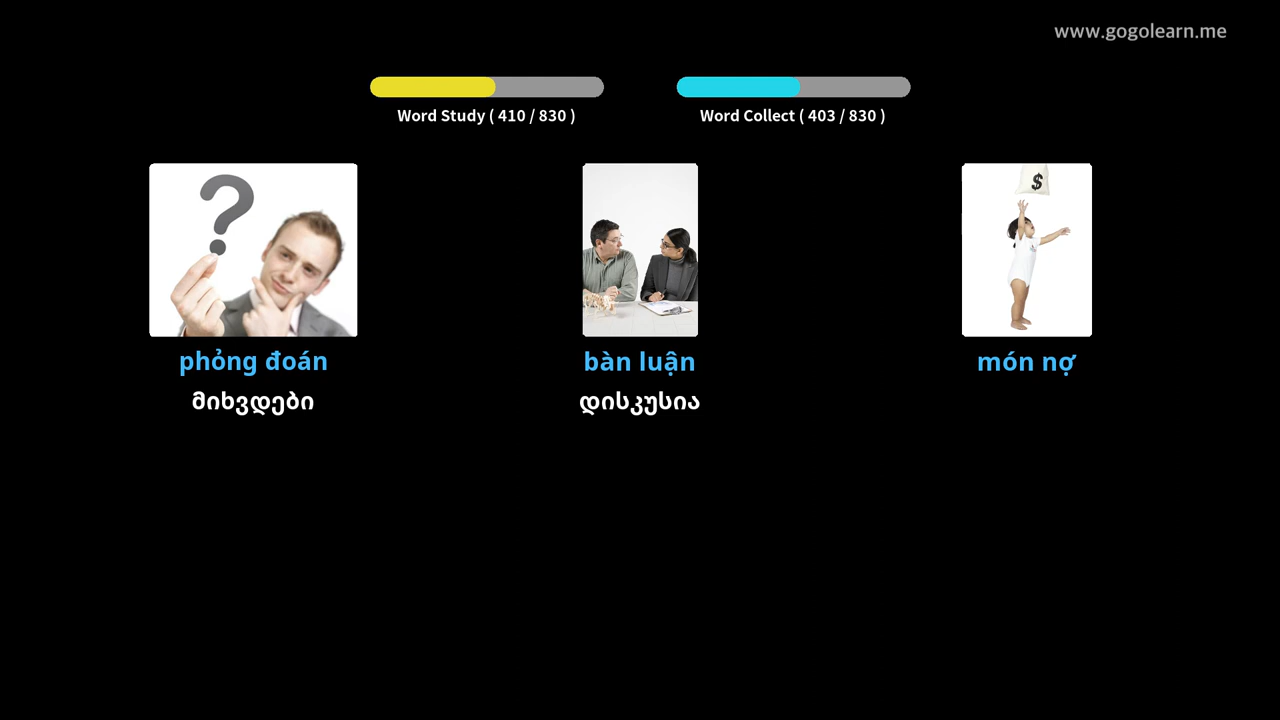 www.gogolearn.me
Word Study ( 410 / 830 )
Word Collect ( 403 / 830 )
$
phỏng đoán
bàn luận
món nợ
მიხვდები
დისკუსია